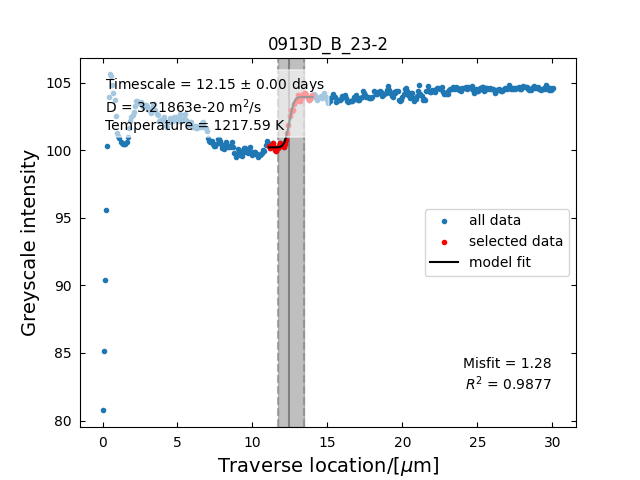 0913D_B_23-2
Timescale = 12.15 ± 0.00 days
D = 3.21863e-20 m²/s
Temperature = 1217.59 K
105
100
95
90
85
80
Greyscale intensity
all data
selected data
model fit
Misfit = 1.28
R² = 0.9877
0 5 10 15 20 25 30
Traverse location/[μm]